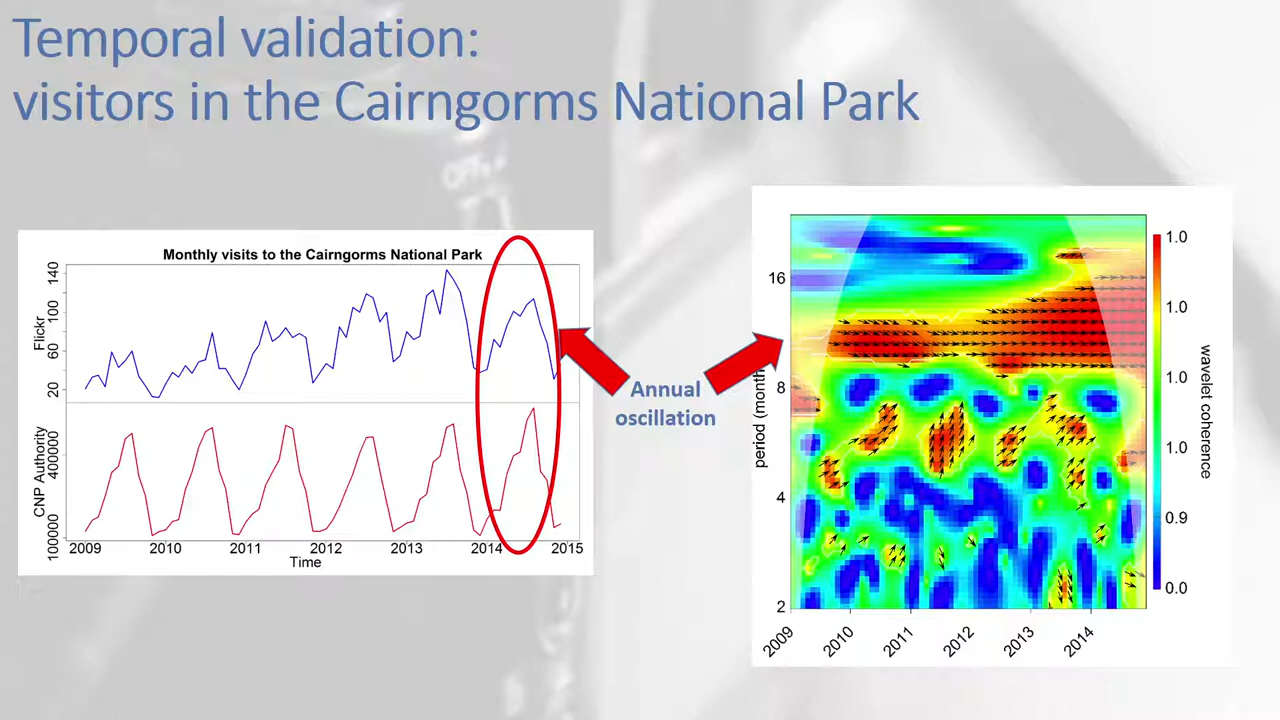 Temporal validation:
visitors in the Cairngorms National Park
OFF
Monthly visits to the Cairngorms National Park
Flickr
20 60 100 140
CNP Authority
100000 400000
2009 2010 2011 2012 2013 2014 2015
Time
Annual
oscillation
16
8
4
2
period (month
2009 2010 2011 2012 2013 2014
1.0
1.0
1.0
1.0
0.9
0.0
wavelet coherence